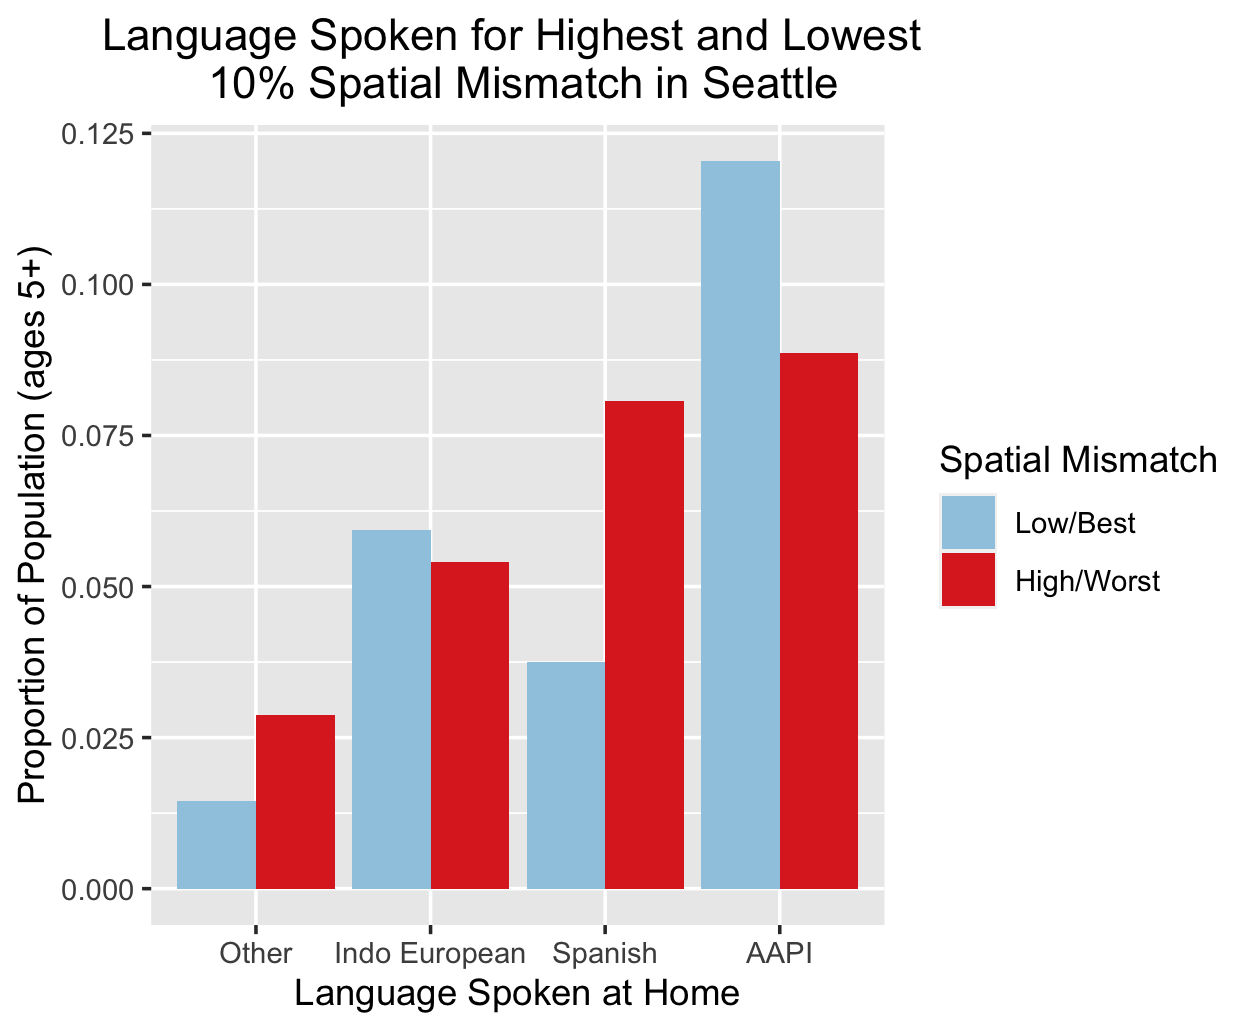 Language Spoken for Highest and Lowest
10% Spatial Mismatch in Seattle
Proportion of Population (ages 5+)
0.125
0.100
0.075
0.050
0.025
0.000
Other
Indo European
Spanish
AAPI
Language Spoken at Home
Spatial Mismatch
Low/Best
High/Worst